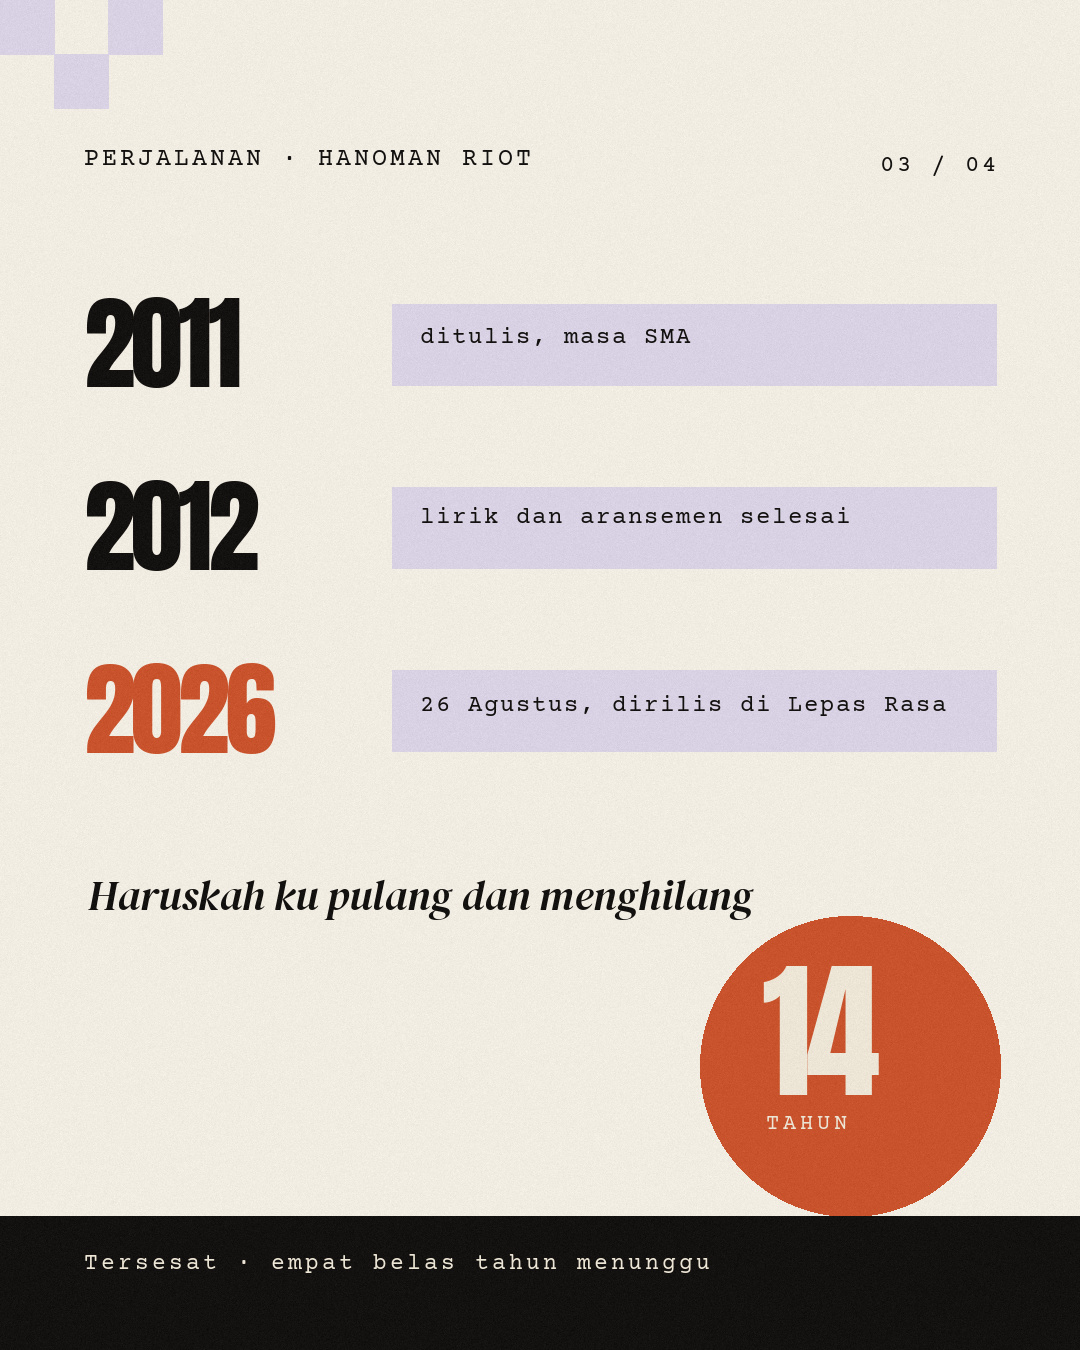 PERJALANAN · HANOMAN RIOT
03 / 04
2011
ditulis, masa SMA
2012
lirik dan aransemen selesai
2026
26 Agustus, dirilis di Lepas Rasa
Haruskah ku pulang dan menghilang
14
TAHUN
Tersesat · empat belas tahun menunggu